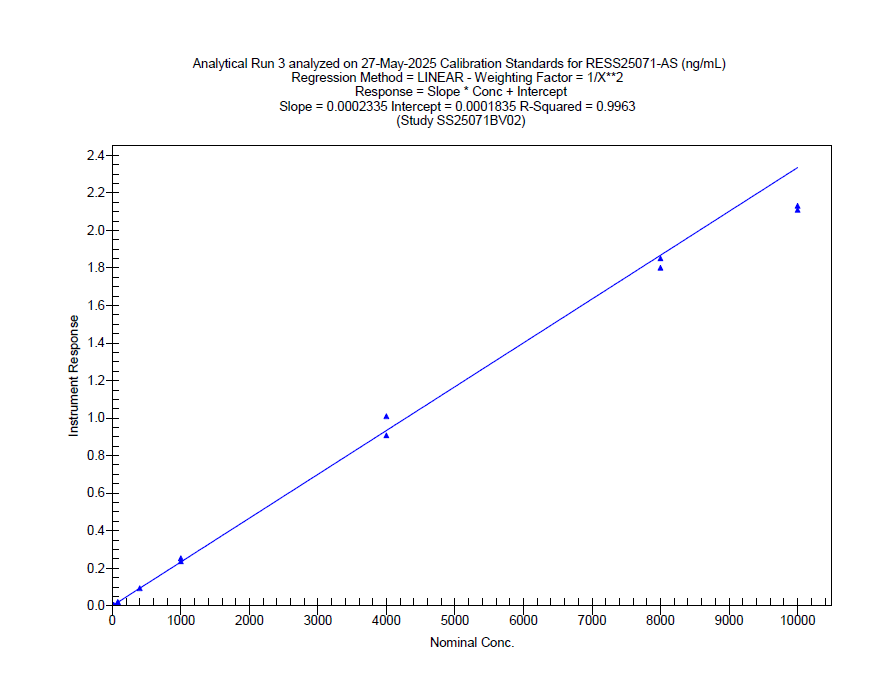 Analytical Run 3 analyzed on 27-May-2025 Calibration Standards for RESS25071-AS (ng/mL)
Regression Method = LINEAR - Weighting Factor = 1/X**2
Response = Slope * Conc + Intercept
Slope = 0.0002335 Intercept = 0.0001835 R-Squared = 0.9963
(Study SS25071BV02)
Instrument Response
2.4
2.2
2.0
1.8
1.6
1.4
1.2
1.0
0.8
0.6
0.4
0.2
0.0
0 1000 2000 3000 4000 5000 6000 7000 8000 9000 10000
Nominal Conc.